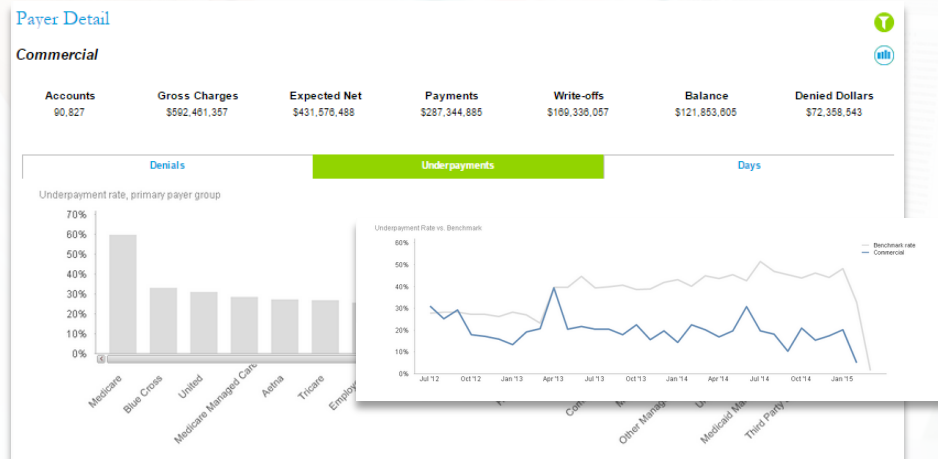 Payer Detail
Commercial
Accounts Gross Charges Expected Net Payments Write-offs Balance Denied Dollars
90,827 $592,461,357 $431,576,488 $287,344,885 $169,336,057 $121,853,605 $72,358,543
Denials Underpayments Days
Underpayment rate, primary payer group
70%
60%
50%
40%
30%
20%
10%
0%
Medicare
Blue Cross
United
Medicare Managed Care
Aetna
Tricare
Underpayment Rate vs. Benchmark
Benchmark rate
Commercial
60%
50%
40%
30%
20%
10%
0%
Jul '12 Oct '12 Jan '13 Apr '13 Jul '13 Oct '13 Jan '14 Apr '14 Jul '14 Oct '14 Jan '15
Other
Medicaid
Third Party